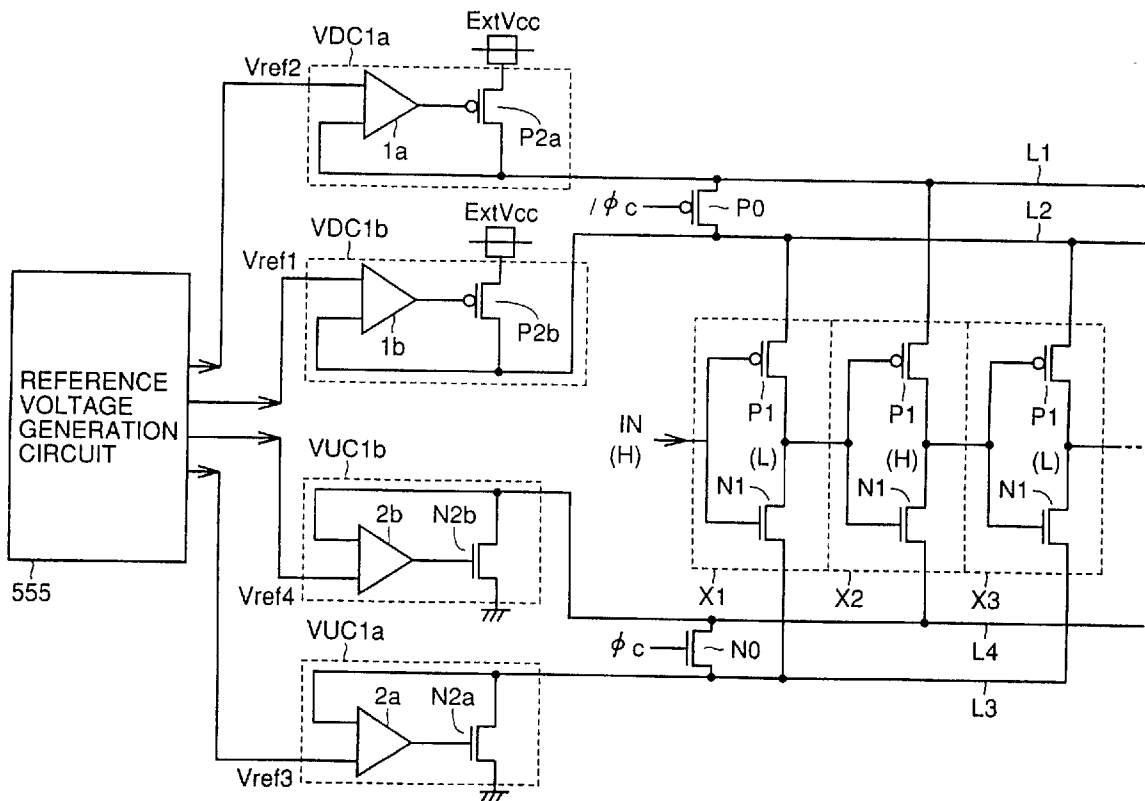 ExtVcc
VDC1a
Vref2
1a
P2a
L1
/ϕc
P0
L2
ExtVcc
VDC1b
Vref1
1b
P2b
REFERENCE
VOLTAGE
GENERATION
CIRCUIT
555
P1
P1
P1
IN
(H)
(L)
(H)
(L)
N1
N1
N1
X1
X2
X3
VUC1b
2b
N2b
Vref4
L4
ϕc
N0
L3
VUC1a
2a
N2a
Vref3